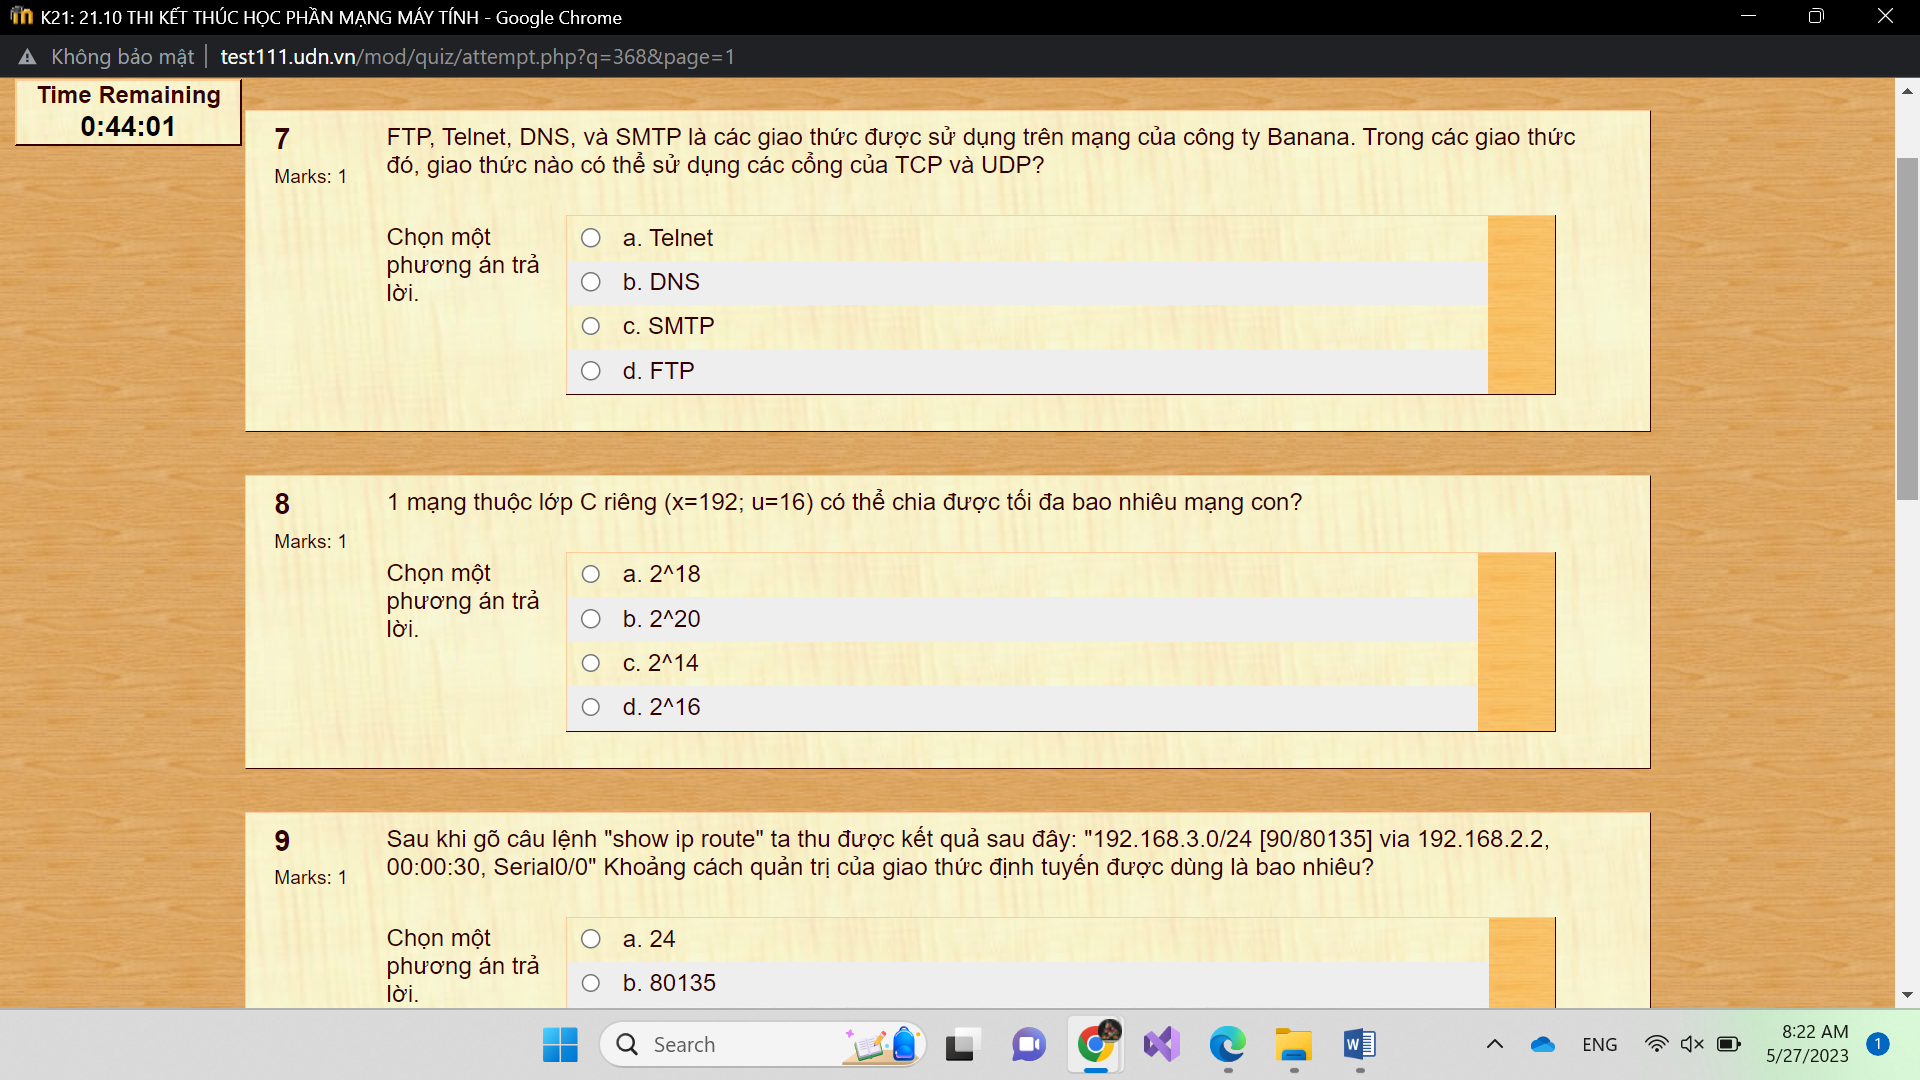 K21: 21.10 THI KẾT THÚC HỌC PHẦN MẠNG MÁY TÍNH - Google Chrome
Không bảo mật | test111.udn.vn/mod/quiz/attempt.php?q=368&page=1
Time Remaining
0:44:01
7
Marks: 1
FTP, Telnet, DNS, và SMTP là các giao thức được sử dụng trên mạng của công ty Banana. Trong các giao thức
đó, giao thức nào có thể sử dụng các cổng của TCP và UDP?
Chọn một
phương án trả
lời.
a. Telnet
b. DNS
c. SMTP
d. FTP
8
Marks: 1
1 mạng thuộc lớp C riêng (x=192; u=16) có thể chia được tối đa bao nhiêu mạng con?
Chọn một
phương án trả
lời.
a. 2^18
b. 2^20
c. 2^14
d. 2^16
9
Marks: 1
Sau khi gõ câu lệnh "show ip route" ta thu được kết quả sau đây: "192.168.3.0/24 [90/80135] via 192.168.2.2,
00:00:30, Serial0/0" Khoảng cách quản trị của giao thức định tuyến được dùng là bao nhiêu?
Chọn một
phương án trả
lời.
a. 24
b. 80135
Search
ENG
8:22 AM
5/27/2023
1